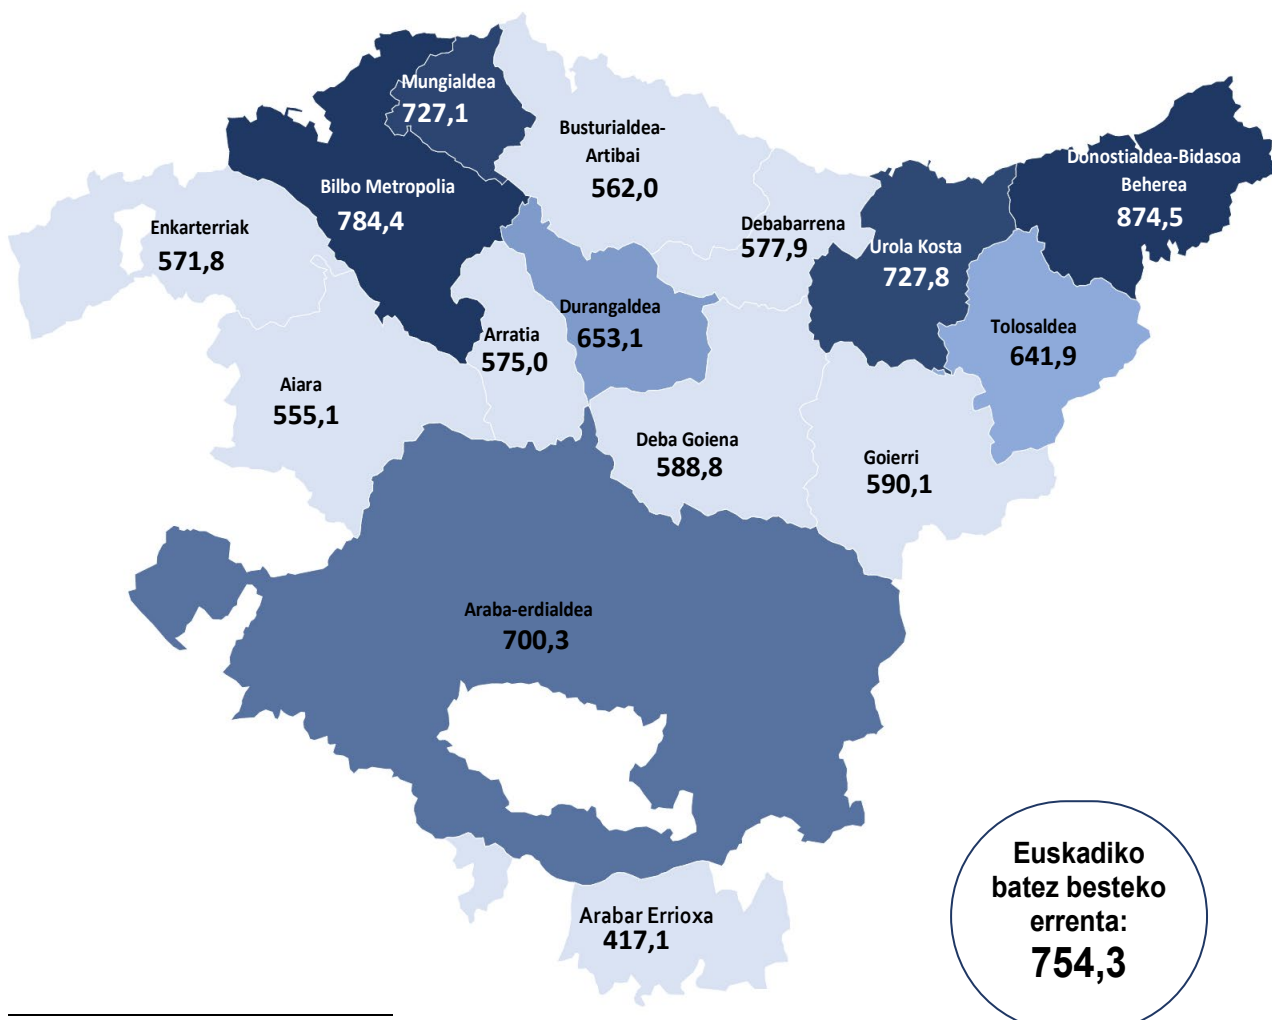 Mungialdea
727,1
Busturialdea-
Artibai
562,0
Donostialdea-Bidasoa
Beherea
874,5
Bilbo Metropolia
784,4
Enkarterriak
571,8
Debabarrena
577,9
Urola Kosta
727,8
Durangaldea
653,1
Arratia
575,0
Tolosaldea
641,9
Aiara
555,1
Deba Goiena
588,8
Goierri
590,1
Araba-erdialdea
700,3
Arabar Errioxa
417,1
Euskadiko
batez besteko
errenta:
754,3